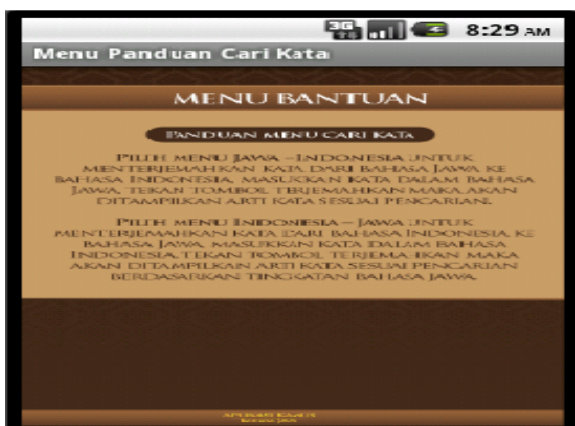 3G
8:29 AM
Menu Panduan Cari Kata
MENU BANTUAN
PANDUAN MENU CARI KATA
PILIH MENU JAWA – INDONESIA UNTUK
MENTERJEMAHKAN KATA DARI BAHASA JAWA KE
BAHASA INDONESIA, MASUKKAN KATA DALAM BAHASA
JAWA, TEKAN TOMBOL TERJEMAHKAN MAKA AKAN
DITAMPILKAN ARTI KATA SESUAI PENCARIAN.
PILIH MENU INIDONESIA – JAWA UNTUK
MENTERJEMAHKAN KATA DARI BAHASA INDONESIA KE
BAHASA JAWA, MASUKKAN KATA DALAM BAHASA
INDONESIA, TEKAN TOMBOL TERJEMAHKAN MAKA
AKAN DITAMPILKAN ARTI KATA SESUAI PENCARIAN
BERDASARKAN TINGKATAN BAHASA JAWA